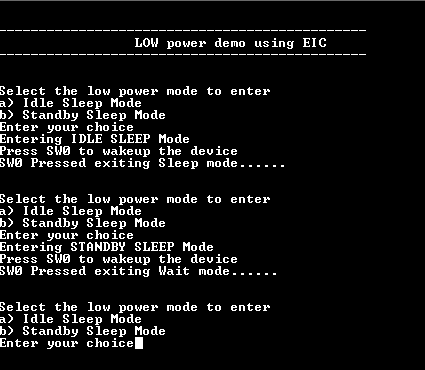 ------------------------------------------------
LOW power demo using EIC
------------------------------------------------
Select the low power mode to enter
a) Idle Sleep Mode
b) Standby Sleep Mode
Enter your choice
Entering IDLE SLEEP Mode
Press SW0 to wakeup the device
SW0 Pressed exiting Sleep mode......
Select the low power mode to enter
a) Idle Sleep Mode
b) Standby Sleep Mode
Enter your choice
Entering STANDBY SLEEP Mode
Press SW0 to wakeup the device
SW0 Pressed exiting Wait mode......
Select the low power mode to enter
a) Idle Sleep Mode
b) Standby Sleep Mode
Enter your choice